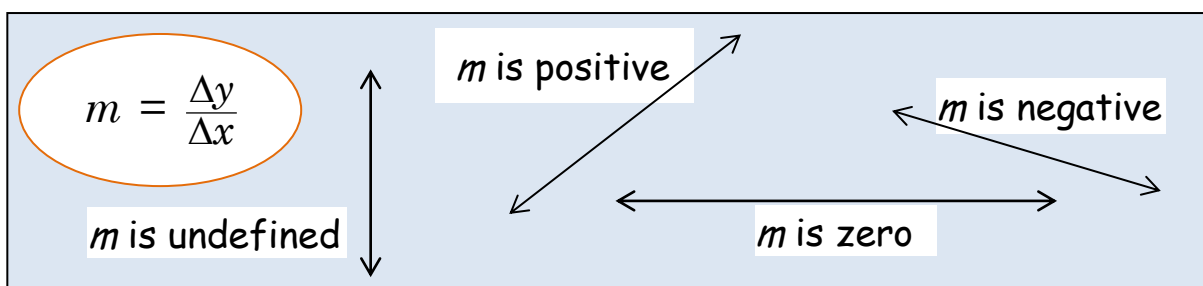 m = Δy/Δx
m is positive
m is negative
m is undefined
m is zero